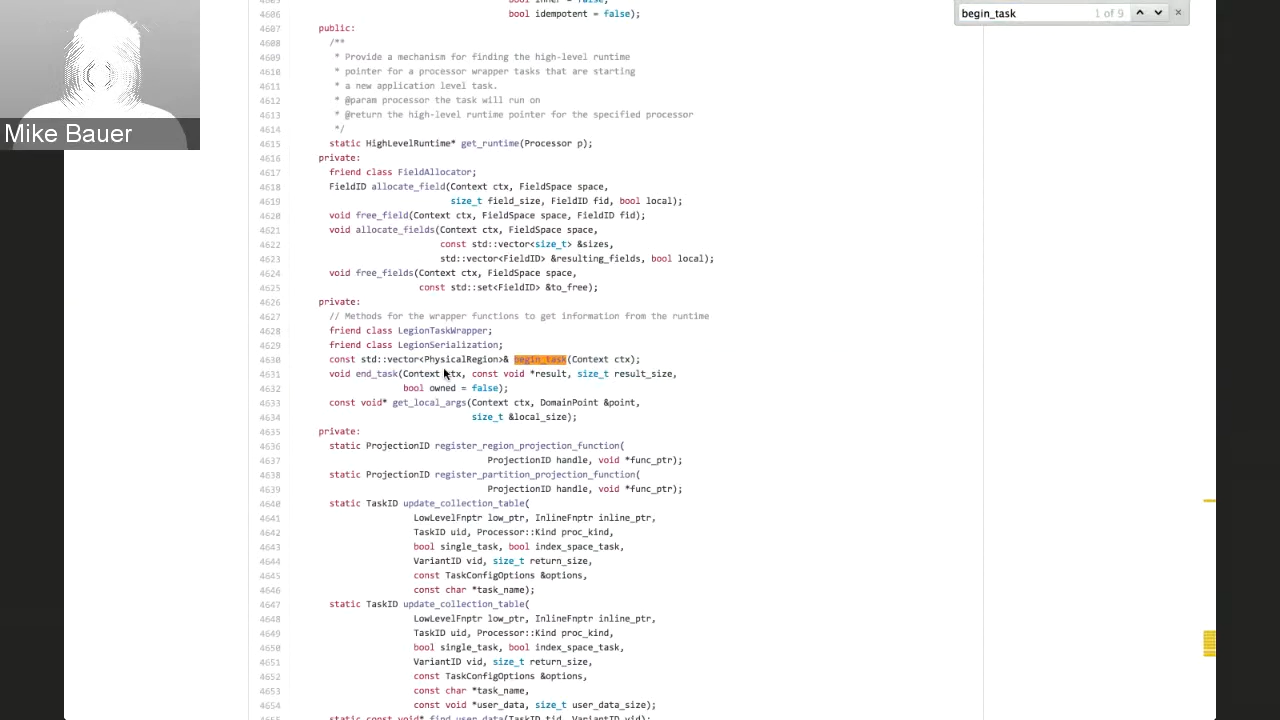 begin_task 1 of 9
Mike Bauer
4606 bool idempotent = false);
4607 public:
4608 /**
4609 * Provide a mechanism for finding the high-level runtime
4610 * pointer for a processor wrapper tasks that are starting
4611 * a new application level task.
4612 * @param processor the task will run on
4613 * @return the high-level runtime pointer for the specified processor
4614 */
4615 static HighLevelRuntime* get_runtime(Processor p);
4616 private:
4617 friend class FieldAllocator;
4618 FieldID allocate_field(Context ctx, FieldSpace space,
4619 size_t field_size, FieldID fid, bool local);
4620 void free_field(Context ctx, FieldSpace space, FieldID fid);
4621 void allocate_fields(Context ctx, FieldSpace space,
4622 const std::vector<size_t> &sizes,
4623 std::vector<FieldID> &resulting_fields, bool local);
4624 void free_fields(Context ctx, FieldSpace space,
4625 const std::set<FieldID> &to_free);
4626 private:
4627 // Methods for the wrapper functions to get information from the runtime
4628 friend class LegionTaskWrapper;
4629 friend class LegionSerialization;
4630 const std::vector<PhysicalRegion>& begin_task(Context ctx);
4631 void end_task(Context ctx, const void *result, size_t result_size,
4632 bool owned = false);
4633 const void* get_local_args(Context ctx, DomainPoint &point,
4634 size_t &local_size);
4635 private:
4636 static ProjectionID register_region_projection_function(
4637 ProjectionID handle, void *func_ptr);
4638 static ProjectionID register_partition_projection_function(
4639 ProjectionID handle, void *func_ptr);
4640 static TaskID update_collection_table(
4641 LowLevelFnptr low_ptr, InlineFnptr inline_ptr,
4642 TaskID uid, Processor::Kind proc_kind,
4643 bool single_task, bool index_space_task,
4644 VariantID vid, size_t return_size,
4645 const TaskConfigOptions &options,
4646 const char *task_name);
4647 static TaskID update_collection_table(
4648 LowLevelFnptr low_ptr, InlineFnptr inline_ptr,
4649 TaskID uid, Processor::Kind proc_kind,
4650 bool single_task, bool index_space_task,
4651 VariantID vid, size_t return_size,
4652 const TaskConfigOptions &options,
4653 const char *task_name,
4654 const void *user_data, size_t user_data_size);
4655 static const void* find_user_data(TaskID tid, VariantID vid);